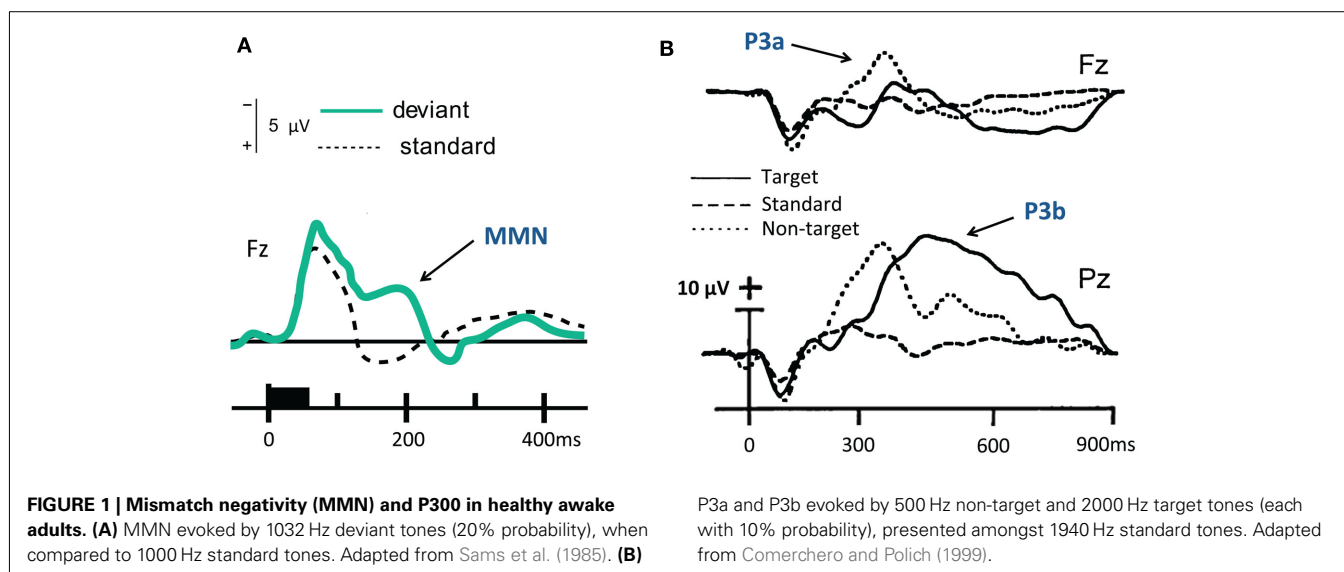 A
−
5 µV
+
deviant
standard
Fz
MMN
0
200
400ms
B
P3a
Fz
Target
Standard
Non-target
P3b
10 µV
+
Pz
0
300
600
900ms
FIGURE 1 | Mismatch negativity (MMN) and P300 in healthy awake
adults. (A) MMN evoked by 1032 Hz deviant tones (20% probability), when
compared to 1000 Hz standard tones. Adapted from Sams et al. (1985). (B)
P3a and P3b evoked by 500 Hz non-target and 2000 Hz target tones (each
with 10% probability), presented amongst 1940 Hz standard tones. Adapted
from Comerchero and Polich (1999).